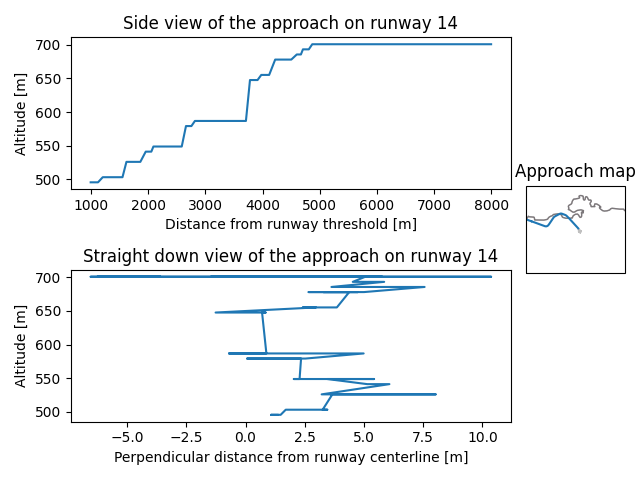 Side view of the approach on runway 14
Altitude [m]
700
650
600
550
500
1000 2000 3000 4000 5000 6000 7000 8000
Distance from runway threshold [m]
Approach map
Straight down view of the approach on runway 14
Altitude [m]
700
650
600
550
500
−5.0 −2.5 0.0 2.5 5.0 7.5 10.0
Perpendicular distance from runway centerline [m]